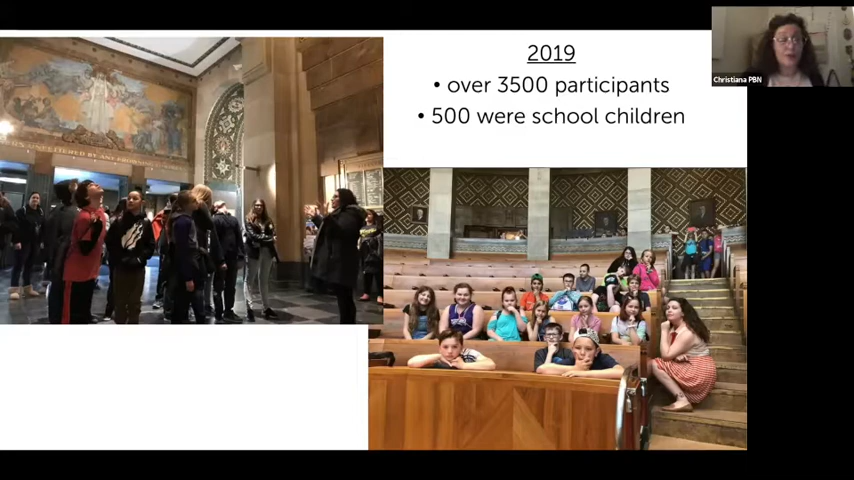 2019
• over 3500 participants
• 500 were school children
Christiana PBN